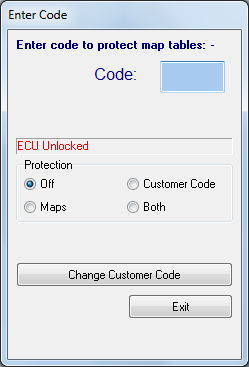 Enter Code
Enter code to protect map tables: -
Code:
ECU Unlocked
Protection
Off
Customer Code
Maps
Both
Change Customer Code
Exit